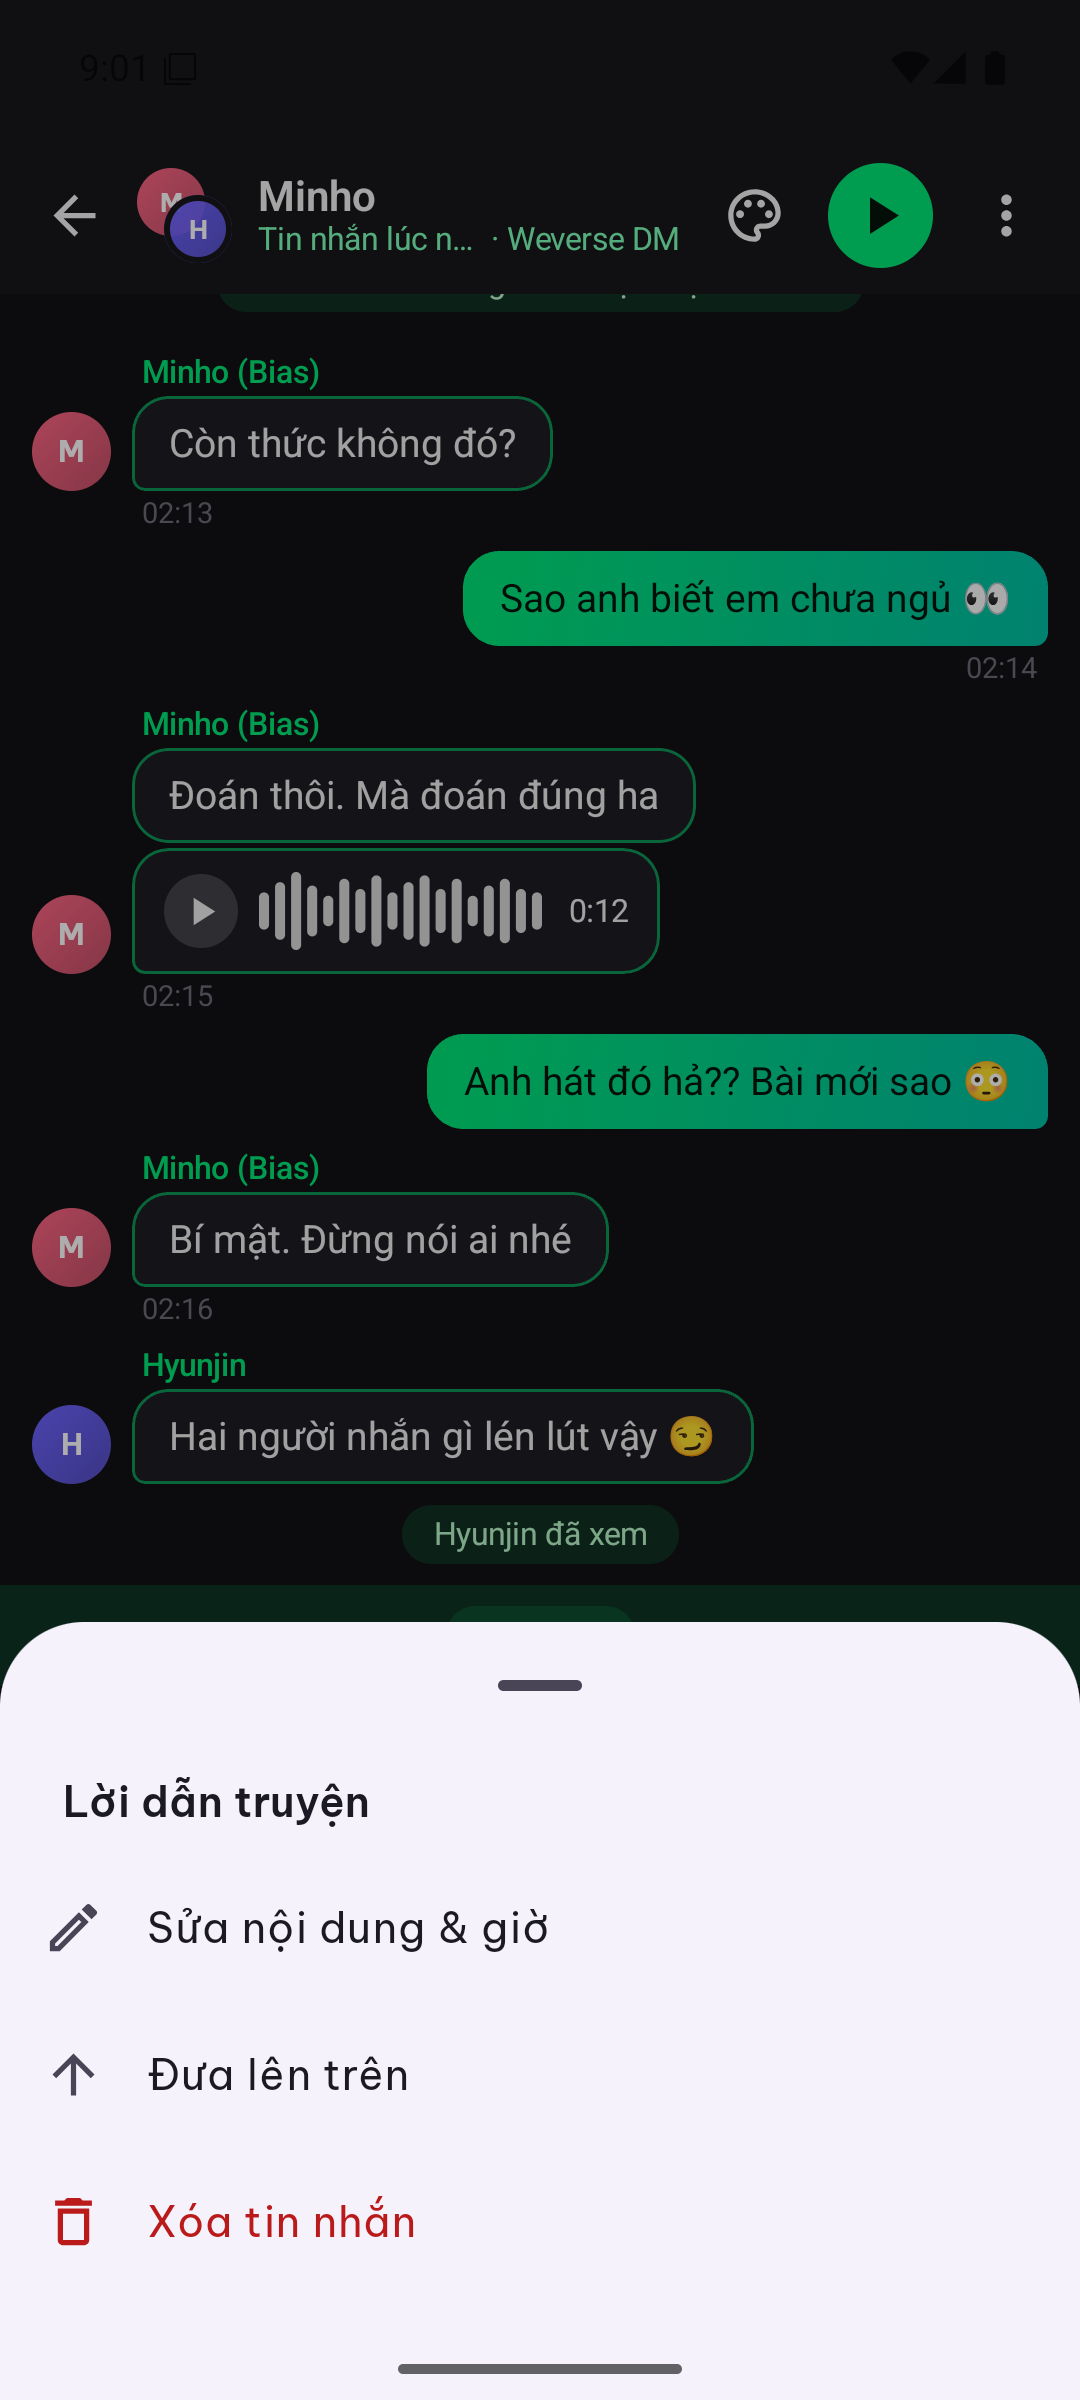 9:01
M
H
Minho
Tin nhắn lúc n... · Weverse DM
Minho (Bias)
M
Còn thức không đó?
02:13
Sao anh biết em chưa ngủ 👀
02:14
Minho (Bias)
Đoán thôi. Mà đoán đúng ha
M
0:12
02:15
Anh hát đó hả?? Bài mới sao 😳
Minho (Bias)
M
Bí mật. Đừng nói ai nhé
02:16
Hyunjin
H
Hai người nhắn gì lén lút vậy 😏
Hyunjin đã xem
Lời dẫn truyện
Sửa nội dung & giờ
Đưa lên trên
Xóa tin nhắn